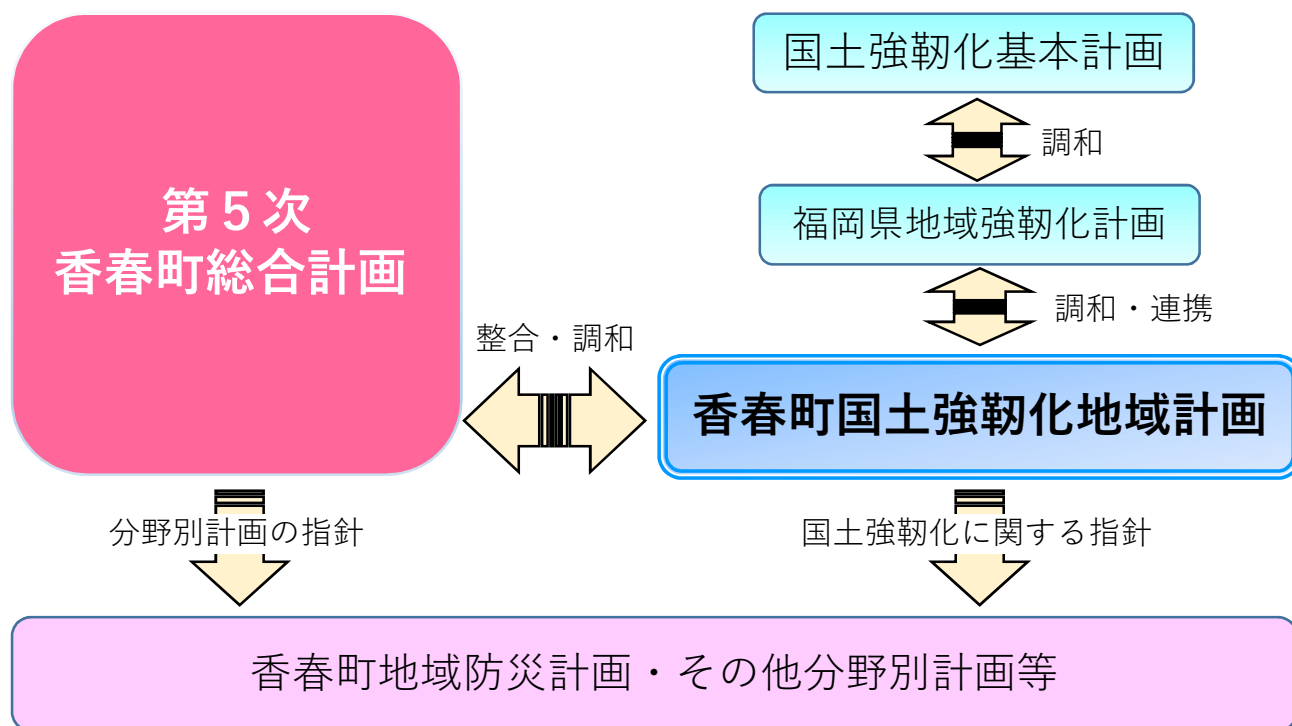 国土強靭化基本計画
調和
福岡県地域強靭化計画
調和・連携
第５次
香春町総合計画
整合・調和
香春町国土強靭化地域計画
分野別計画の指針
国土強靭化に関する指針
香春町地域防災計画・その他分野別計画等